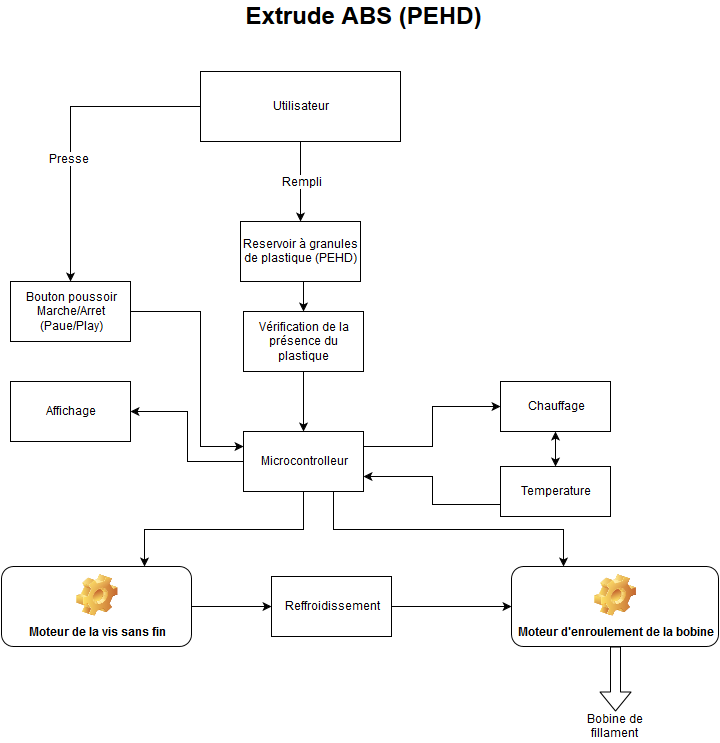 Extrude ABS (PEHD)
Utilisateur
Presse
Rempli
Reservoir à granules
de plastique (PEHD)
Bouton poussoir
Marche/Arret
(Paue/Play)
Vérification de la
présence du
plastique
Affichage
Chauffage
Microcontrolleur
Temperature
Moteur de la vis sans fin
Reffroidissement
Moteur d'enroulement de la bobine
Bobine de
fillament